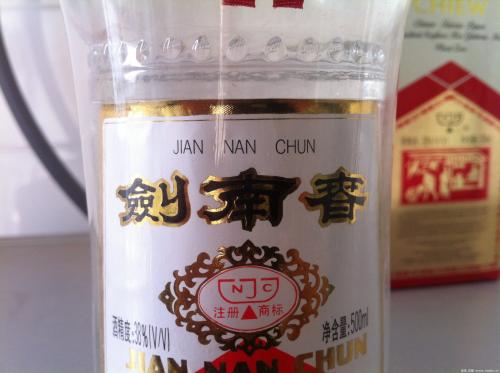 CHIEW
JIAN NAN CHUN
劍南春
NJC
注册 商标
酒精度:38%(V/V)
净含量:500ml
JIAN NAN CHUN